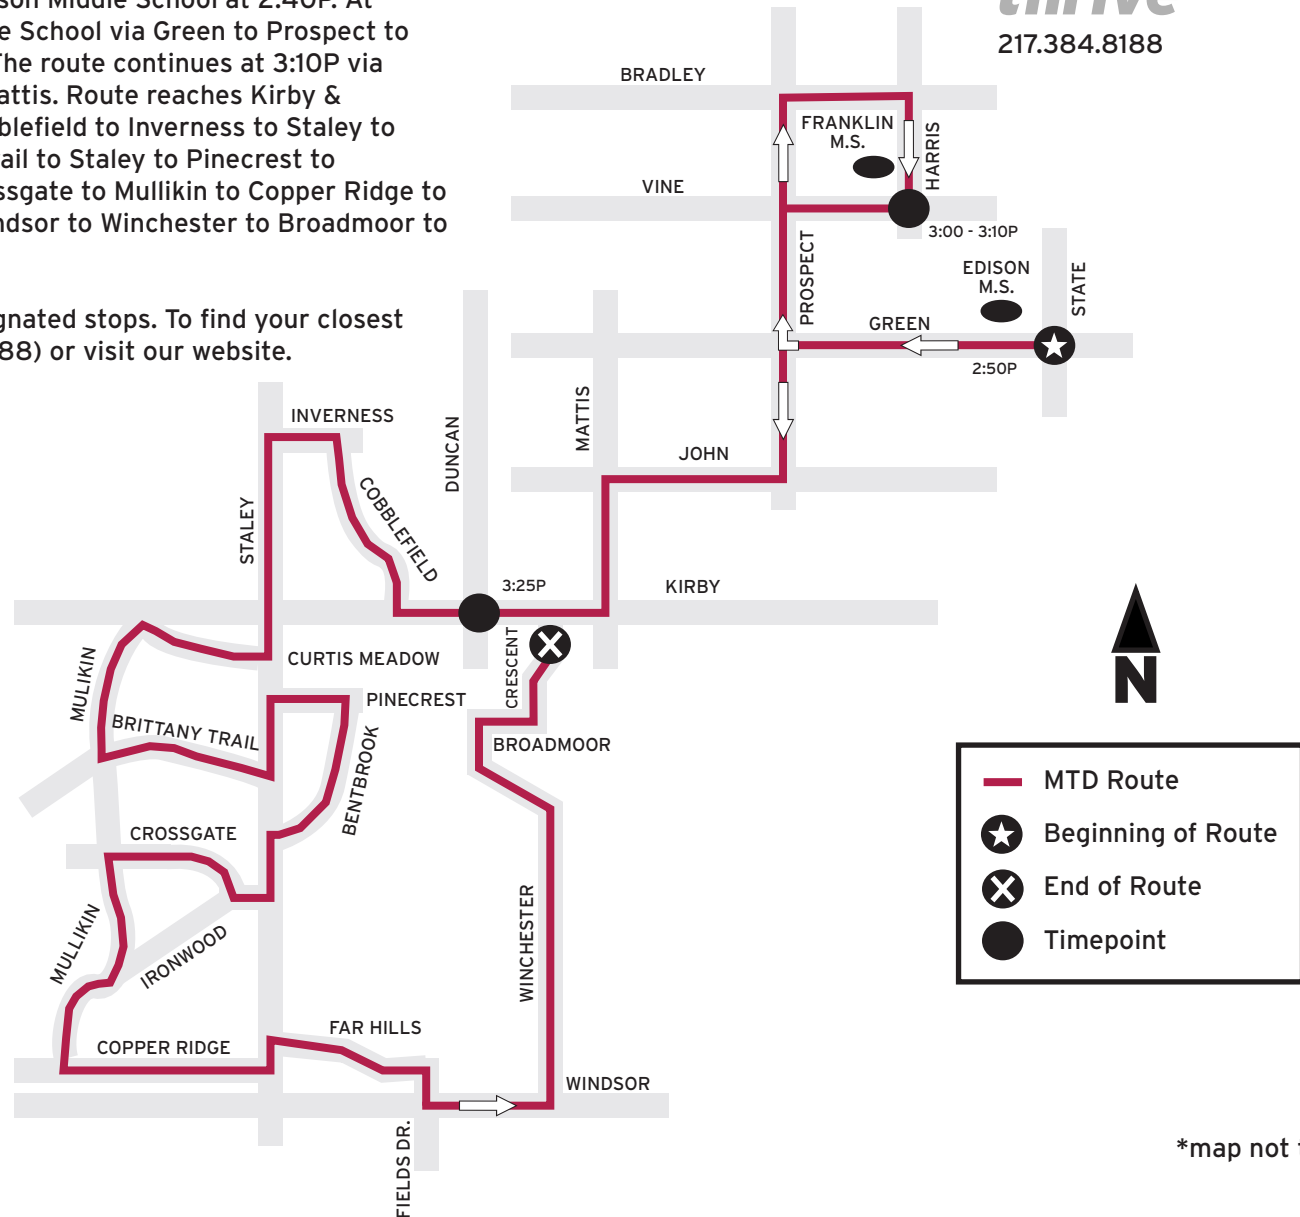 son Middle School at 2:40P. At
e School via Green to Prospect to
The route continues at 3:10P via
attis. Route reaches Kirby &
blefield to Inverness to Staley to
ail to Staley to Pinecrest to
ssgate to Mullikin to Copper Ridge to
ndsor to Winchester to Broadmoor to
gnated stops. To find your closest
88) or visit our website.
thrive
217.384.8188
BRADLEY
FRANKLIN
M.S.
HARRIS
VINE
3:00 - 3:10P
PROSPECT
EDISON
M.S.
STATE
GREEN
2:50P
INVERNESS
DUNCAN
MATTIS
JOHN
STALEY
COBBLEFIELD
3:25P
KIRBY
MULIKIN
CURTIS MEADOW
CRESCENT
PINECREST
BRITTANY TRAIL
BROADMOOR
BENTBROOK
CROSSGATE
MULLIKIN
IRONWOOD
WINCHESTER
FAR HILLS
COPPER RIDGE
WINDSOR
FIELDS DR.
N
MTD Route
Beginning of Route
End of Route
Timepoint
*map not